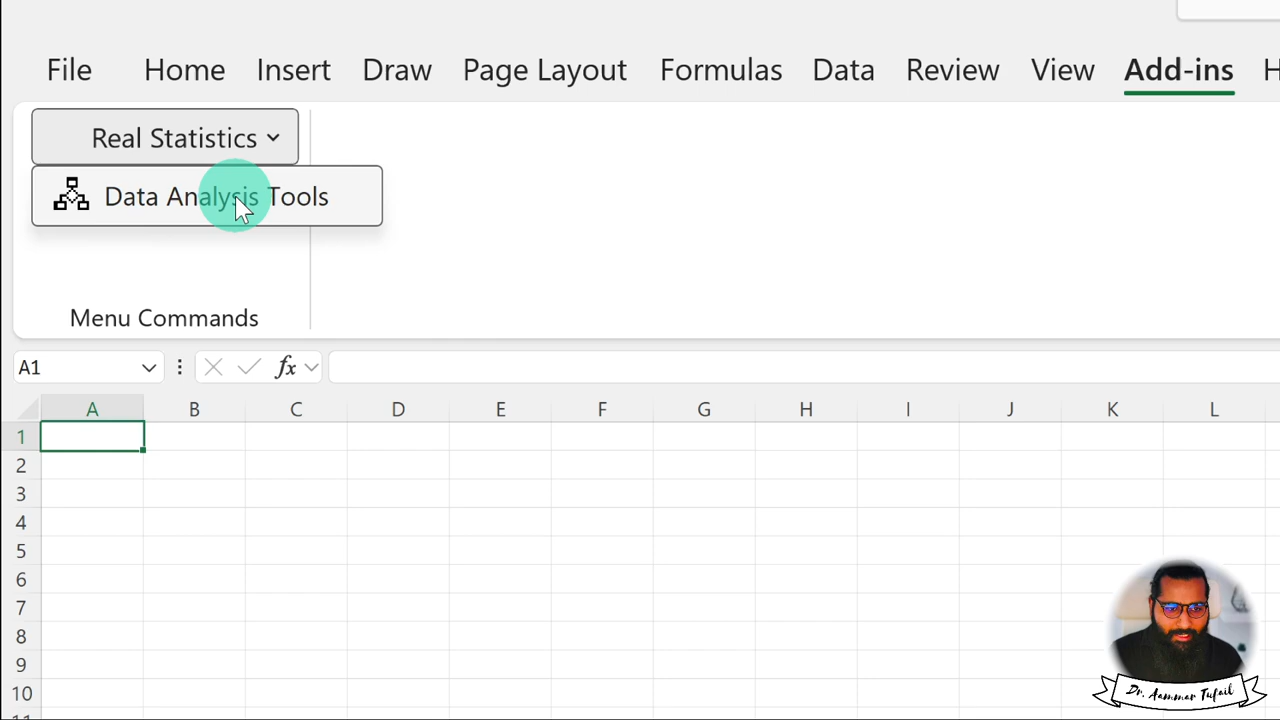 File Home Insert Draw Page Layout Formulas Data Review View Add-ins H
Real Statistics
Data Analysis Tools
Menu Commands
A1 fx
A B C D E F G H I J K L
1
2
3
4
5
6
7
8
9
10
11
Dr. Aammar Tufail